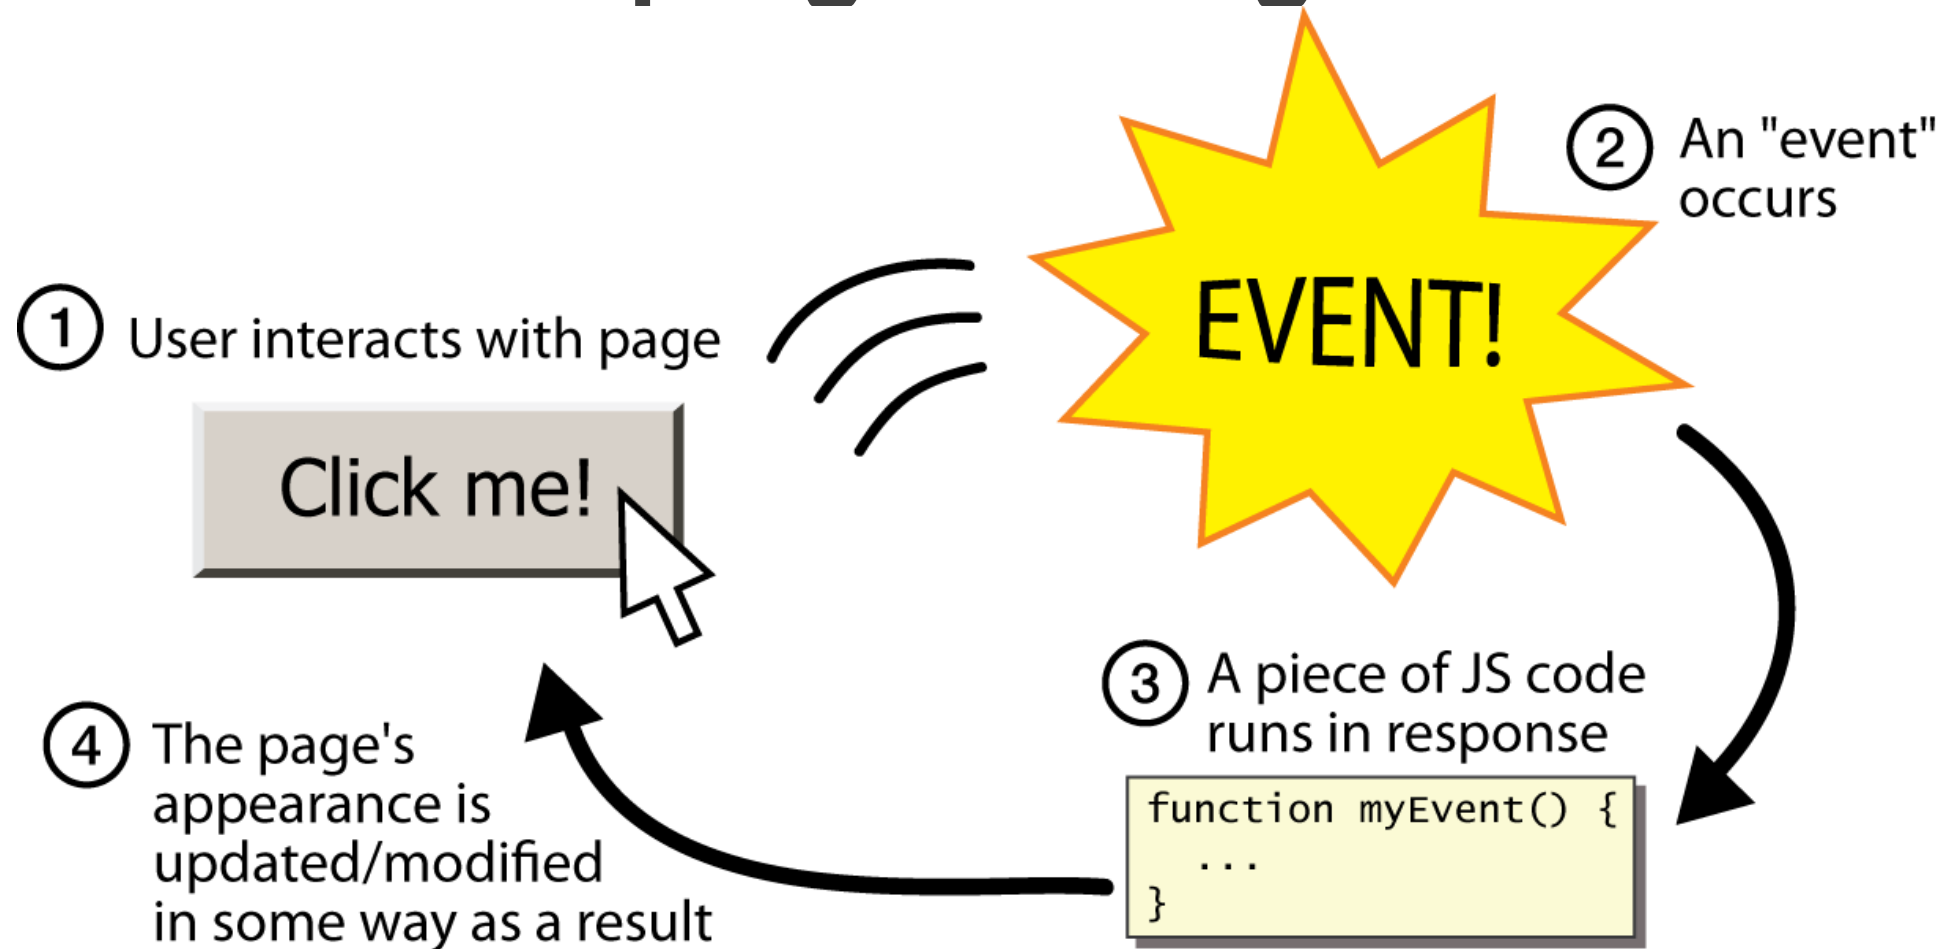 1 User interacts with page
Click me!
EVENT!
2 An "event"
occurs
3 A piece of JS code
runs in response
function myEvent() {
...
}
4 The page's
appearance is
updated/modified
in some way as a result